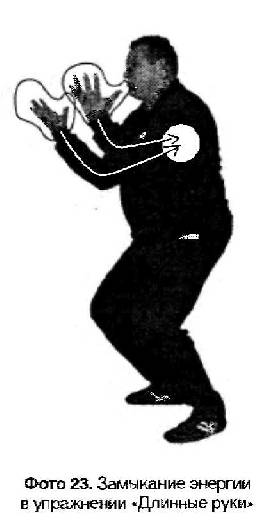 Фото 23. Замыкание энергии
в упражнении «Длинные руки»